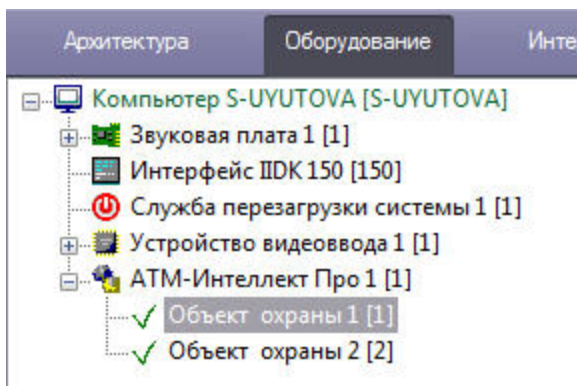 Архитектура Оборудование Инте
Компьютер S-UYUTOVA [S-UYUTOVA]
Звуковая плата 1 [1]
Интерфейс IIDK 150 [150]
Служба перезагрузки системы 1 [1]
Устройство видеоввода 1 [1]
АТМ-Интеллект Про 1 [1]
Объект охраны 1 [1]
Объект охраны 2 [2]